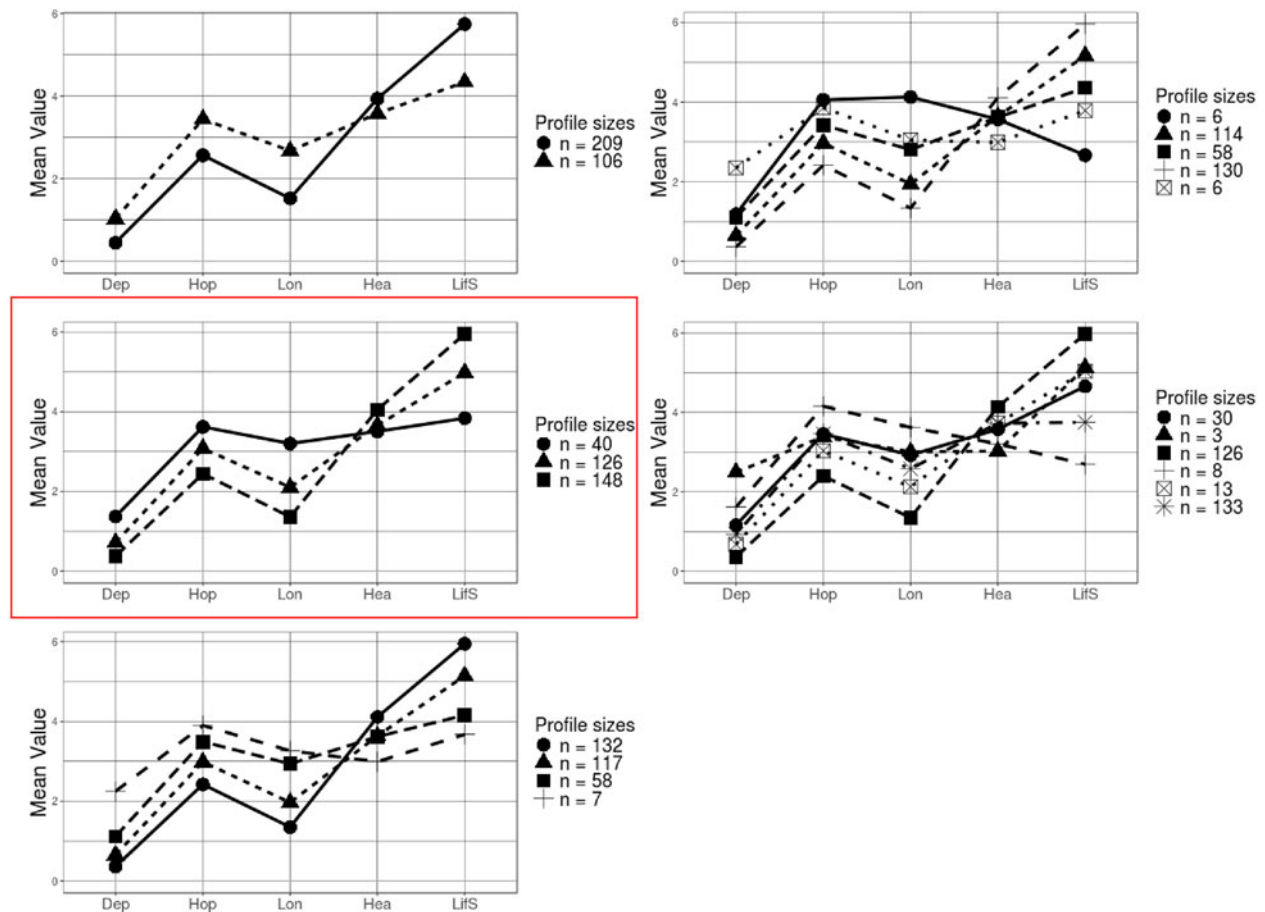 Mean Value
6
4
2
0
Dep Hop Lon Hea LifS
Profile sizes
n = 209
n = 106
Mean Value
6
4
2
0
Dep Hop Lon Hea LifS
Profile sizes
n = 6
n = 114
n = 58
n = 130
n = 6
Mean Value
6
4
2
0
Dep Hop Lon Hea LifS
Profile sizes
n = 40
n = 126
n = 148
Mean Value
6
4
2
0
Dep Hop Lon Hea LifS
Profile sizes
n = 30
n = 3
n = 126
n = 8
n = 13
n = 133
Mean Value
6
4
2
0
Dep Hop Lon Hea LifS
Profile sizes
n = 132
n = 117
n = 58
n = 7